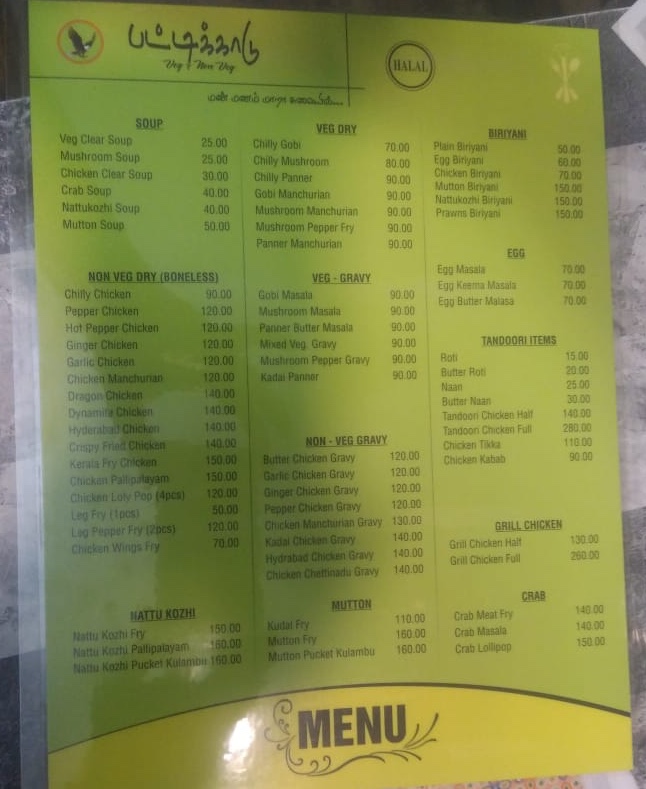 பட்டிக்காடு
Veg & Non Veg
மண் மணம் மாறா சுவையில்...
HALAL
SOUP
Veg Clear Soup 25.00
Mushroom Soup 25.00
Chicken Clear Soup 30.00
Crab Soup 40.00
Nattukozhi Soup 40.00
Mutton Soup 50.00
NON VEG DRY (BONELESS)
Chilly Chicken 90.00
Pepper Chicken 120.00
Hot Pepper Chicken 120.00
Ginger Chicken 120.00
Garlic Chicken 120.00
Chicken Manchurian 120.00
Dragon Chicken 140.00
Dynamite Chicken 140.00
Hyderabad Chicken 140.00
Crispy Fried Chicken 140.00
Kerala Fry Chicken 150.00
Chicken Pallipalayam 150.00
Chicken Loly Pop (4pcs) 120.00
Leg Fry (1pcs) 50.00
Leg Pepper Fry (2pcs) 120.00
Chicken Wings Fry 70.00
NATTU KOZHI
Nattu Kozhi Fry 150.00
Nattu Kozhi Pallipalayam 160.00
Nattu Kozhi Pucket Kulambu 160.00
VEG DRY
Chilly Gobi 70.00
Chilly Mushroom 80.00
Chilly Panner 90.00
Gobi Manchurian 90.00
Mushroom Manchurian 90.00
Mushroom Pepper Fry 90.00
Panner Manchurian 90.00
VEG - GRAVY
Gobi Masala 90.00
Mushroom Masala 90.00
Panner Butter Masala 90.00
Mixed Veg. Gravy 90.00
Mushroom Pepper Gravy 90.00
Kadai Panner 90.00
NON - VEG GRAVY
Butter Chicken Gravy 120.00
Garlic Chicken Gravy 120.00
Ginger Chicken Gravy 120.00
Pepper Chicken Gravy 120.00
Chicken Manchurian Gravy 130.00
Kadai Chicken Gravy 140.00
Hydrabad Chicken Gravy 140.00
Chicken Chettinadu Gravy 140.00
MUTTON
Kudal Fry 110.00
Mutton Fry 160.00
Mutton Pucket Kulambu 160.00
BIRIYANI
Plain Biriyani 50.00
Egg Biriyani 60.00
Chicken Biriyani 70.00
Mutton Biriyani 150.00
Nattukozhi Biriyani 150.00
Prawns Biriyani 150.00
EGG
Egg Masala 70.00
Egg Keema Masala 70.00
Egg Butter Malasa 70.00
TANDOORI ITEMS
Roti 15.00
Butter Roti 20.00
Naan 25.00
Butter Naan 30.00
Tandoori Chicken Half 140.00
Tandoori Chicken Full 280.00
Chicken Tikka 110.00
Chicken Kabab 90.00
GRILL CHICKEN
Grill Chicken Half 130.00
Grill Chicken Full 260.00
CRAB
Crab Meat Fry 140.00
Crab Masala 140.00
Crab Lollipop 150.00
MENU